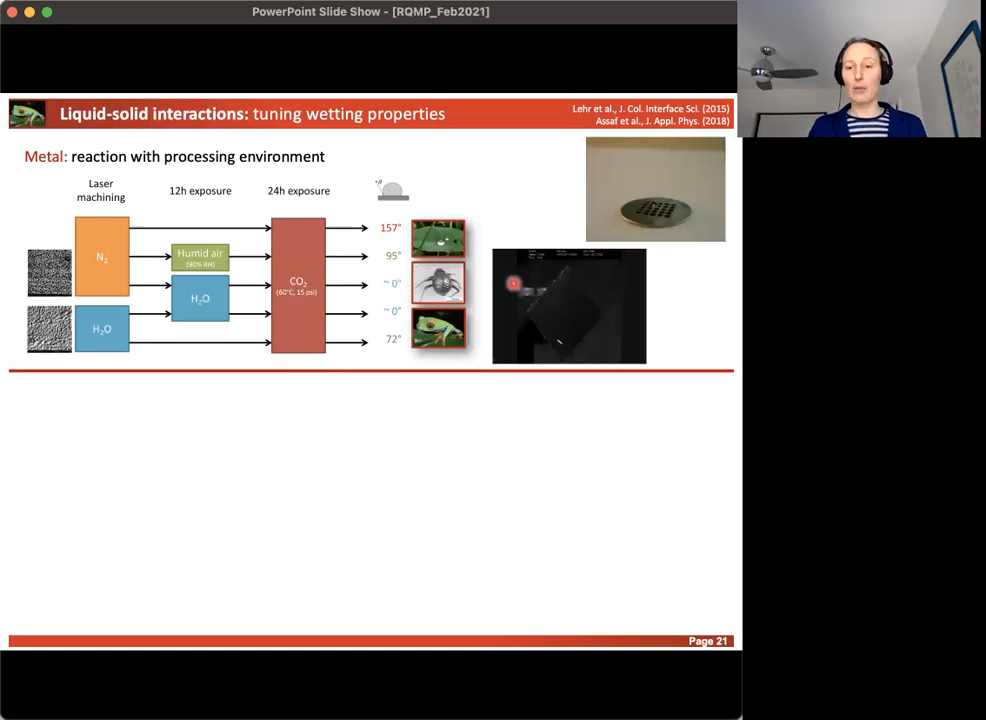 PowerPoint Slide Show - [RQMP_Feb2021]
Liquid-solid interactions: tuning wetting properties
Lehr et al., J. Col. Interface Sci. (2015)
Assaf et al., J. Appl. Phys. (2018)
Metal: reaction with processing environment
Laser
machining
12h exposure
24h exposure
θ
N₂
Humid air
(90% RH)
H₂O
H₂O
CO₂
(60°C, 15 psi)
157°
95°
~ 0°
~ 0°
72°
Page 21